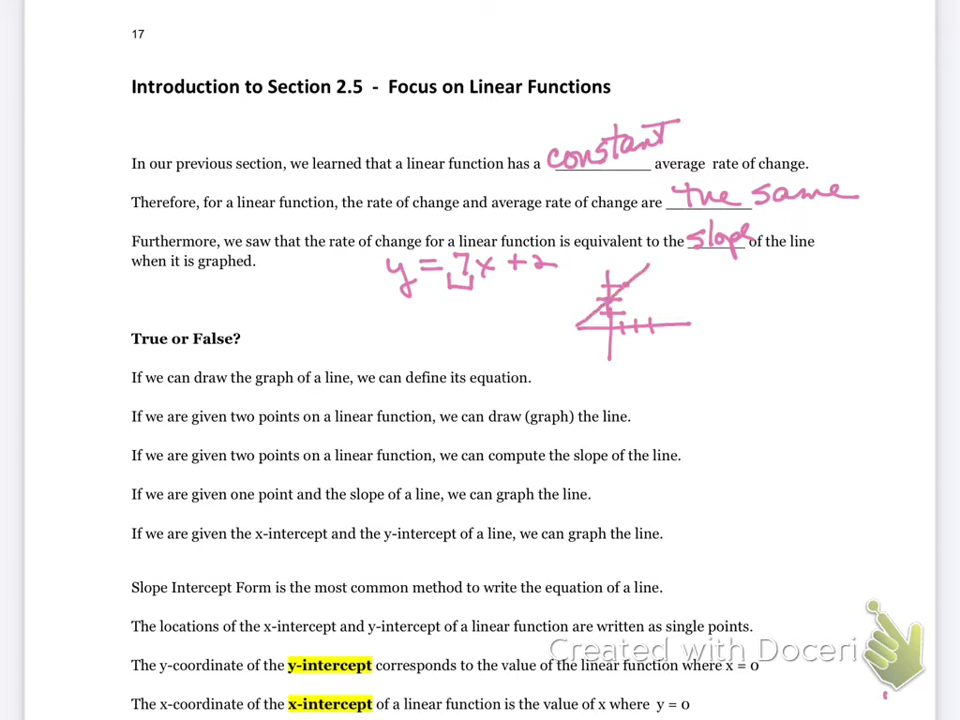 17
Introduction to Section 2.5 - Focus on Linear Functions
In our previous section, we learned that a linear function has a constant average rate of change.
Therefore, for a linear function, the rate of change and average rate of change are the same
Furthermore, we saw that the rate of change for a linear function is equivalent to the slope of the line
when it is graphed.
y = 7x + 2
True or False?
If we can draw the graph of a line, we can define its equation.
If we are given two points on a linear function, we can draw (graph) the line.
If we are given two points on a linear function, we can compute the slope of the line.
If we are given one point and the slope of a line, we can graph the line.
If we are given the x-intercept and the y-intercept of a line, we can graph the line.
Slope Intercept Form is the most common method to write the equation of a line.
The locations of the x-intercept and y-intercept of a linear function are written as single points.
Created with Doceri
The y-coordinate of the y-intercept corresponds to the value of the linear function where x = 0
The x-coordinate of the x-intercept of a linear function is the value of x where y = 0